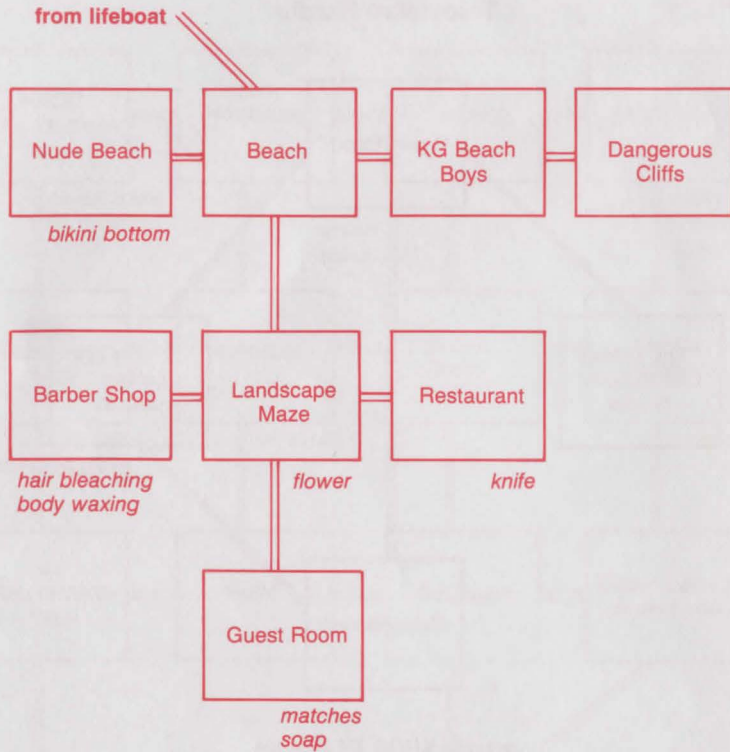 from lifeboat
Nude Beach
Beach
KG Beach
Boys
Dangerous
Cliffs
bikini bottom
Barber Shop
Landscape
Maze
Restaurant
hair bleaching
body waxing
flower
knife
Guest Room
matches
soap